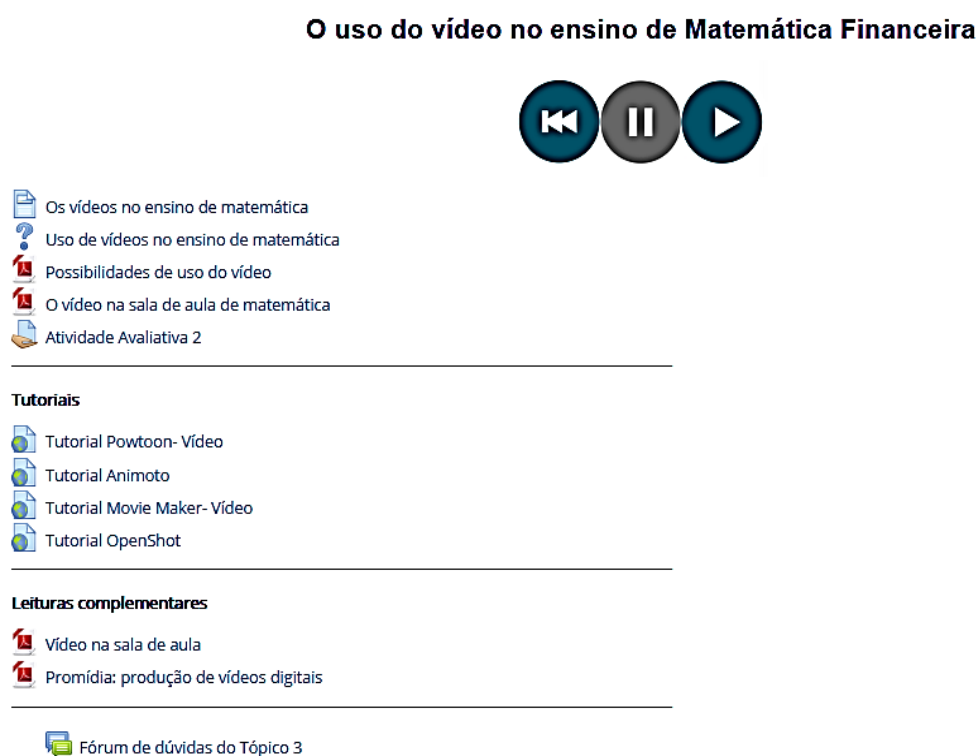 O uso do vídeo no ensino de Matemática Financeira
Os vídeos no ensino de matemática
Uso de vídeos no ensino de matemática
Possibilidades de uso do vídeo
O vídeo na sala de aula de matemática
Atividade Avaliativa 2
Tutoriais
Tutorial Powtoon- Vídeo
Tutorial Animoto
Tutorial Movie Maker- Vídeo
Tutorial OpenShot
Leituras complementares
Vídeo na sala de aula
Promídia: produção de vídeos digitais
Fórum de dúvidas do Tópico 3